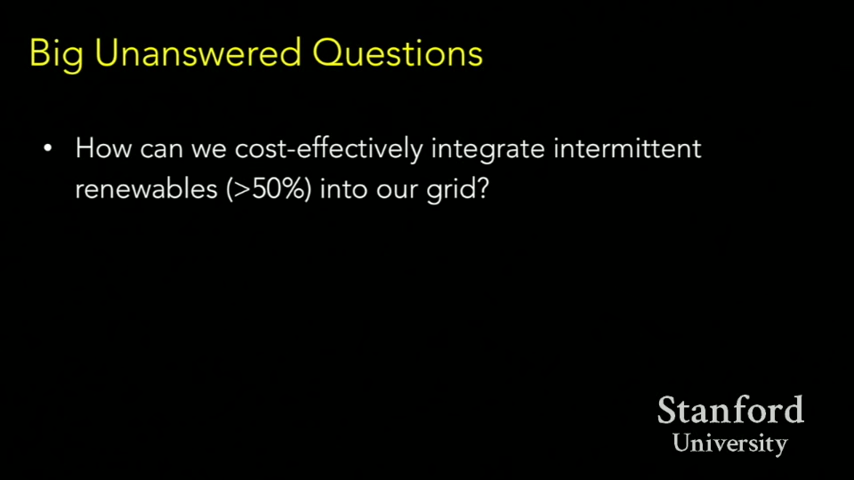 Big Unanswered Questions
• How can we cost-effectively integrate intermittent
renewables (>50%) into our grid?
Stanford
University